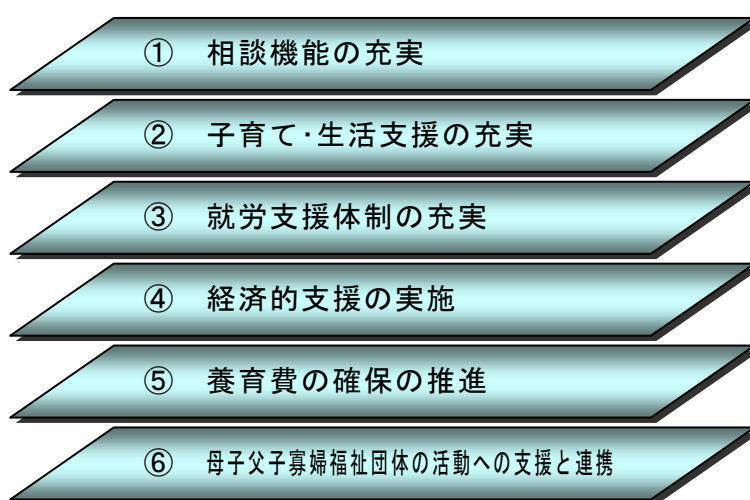 ① 相談機能の充実
② 子育て・生活支援の充実
③ 就労支援体制の充実
④ 経済的支援の実施
⑤ 養育費の確保の推進
⑥ 母子父子寡婦福祉団体の活動への支援と連携